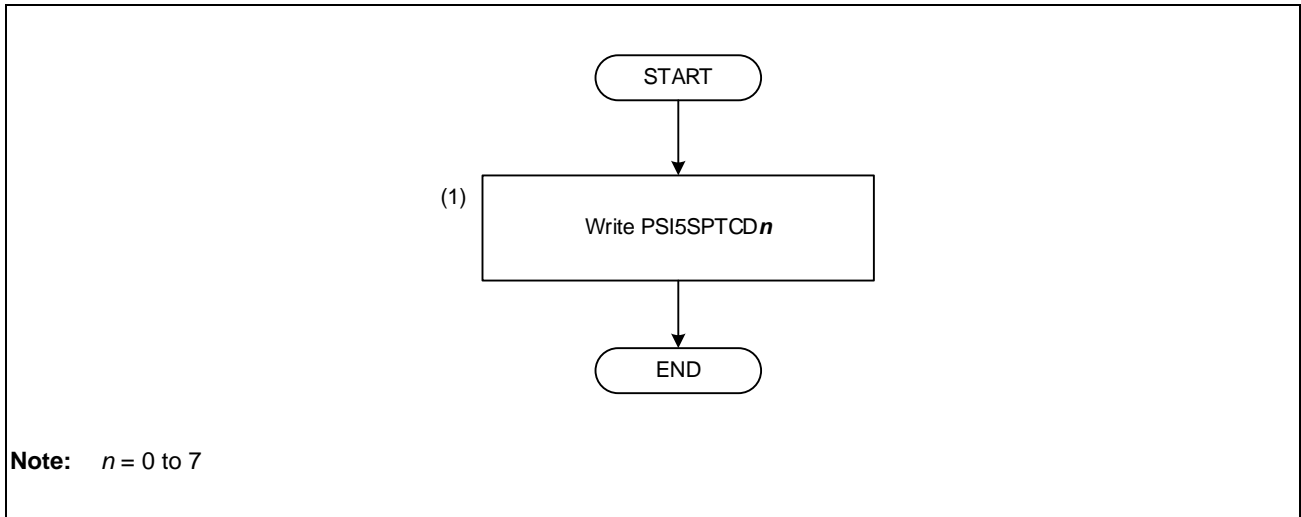 START
(1)
Write PSI5SPTCDn
END
Note: n = 0 to 7